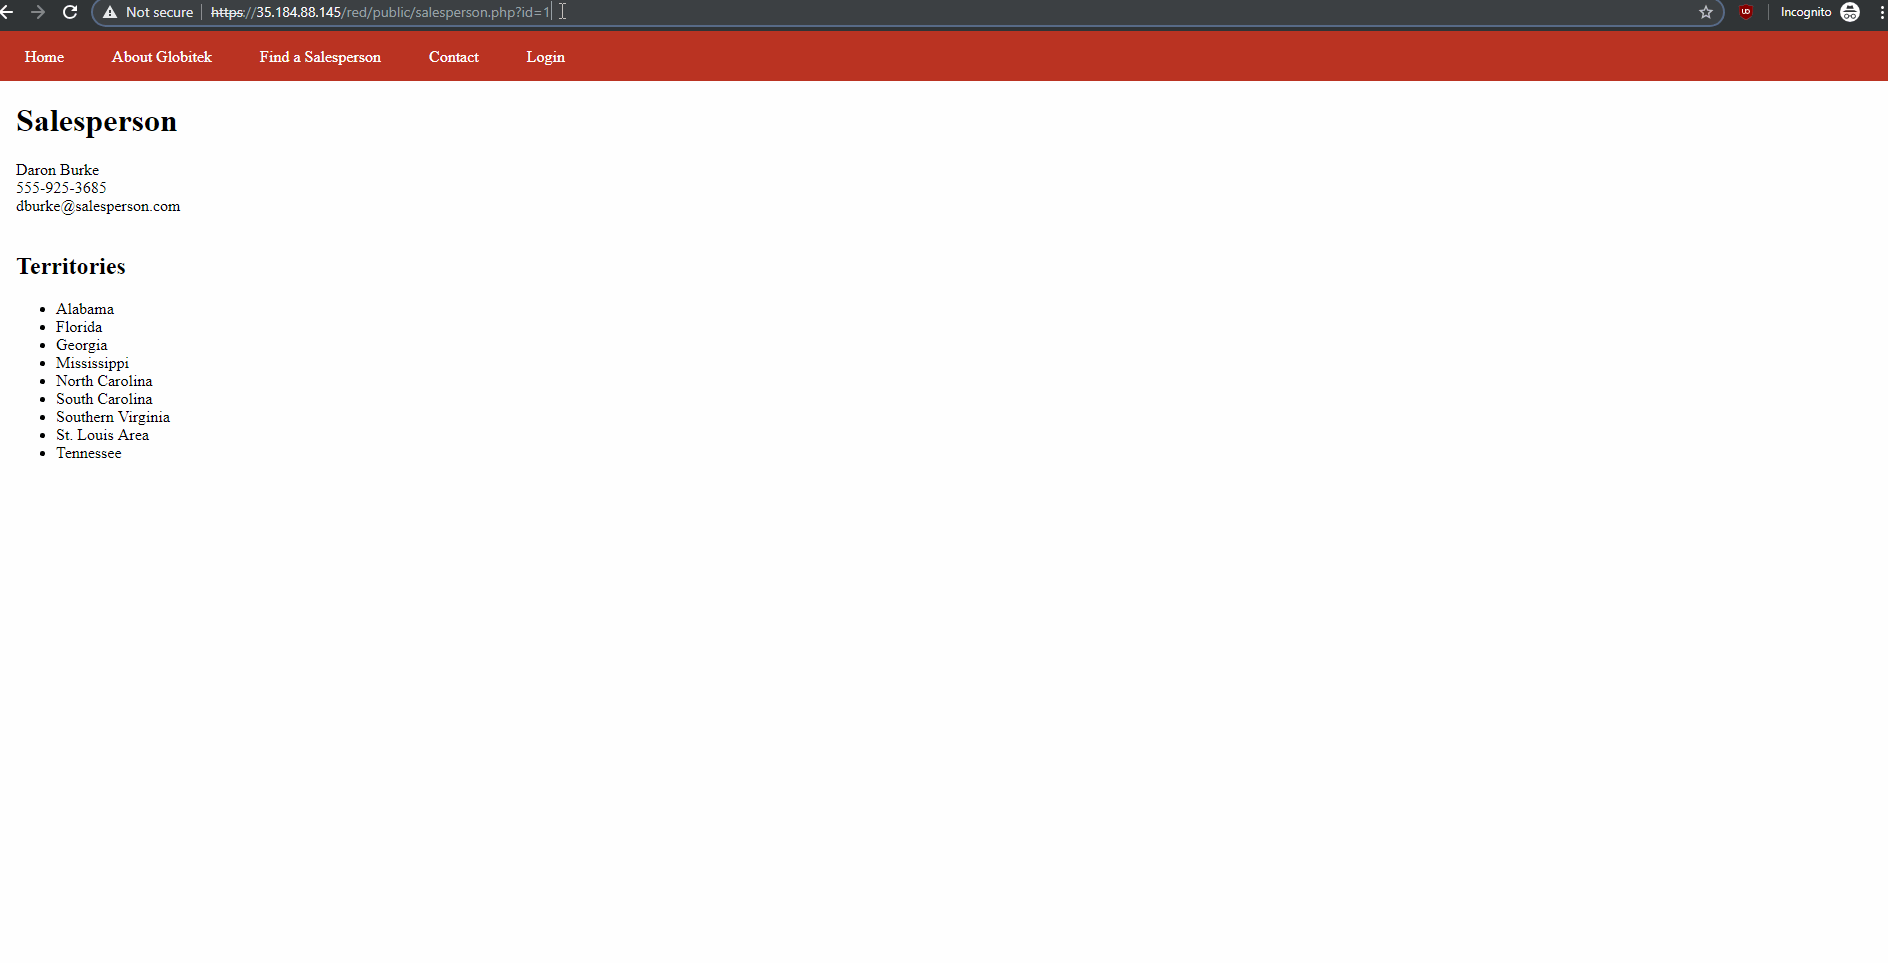 Not secure https://35.184.88.145/red/public/salesperson.php?id=1 Incognito
Home About Globitek Find a Salesperson Contact Login
Salesperson
Daron Burke
555-925-3685
dburke@salesperson.com
Territories
Alabama
Florida
Georgia
Mississippi
North Carolina
South Carolina
Southern Virginia
St. Louis Area
Tennessee